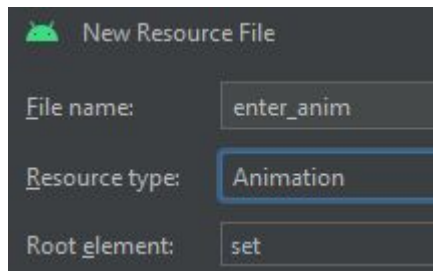 New Resource File
File name: enter_anim
Resource type: Animation
Root element: set